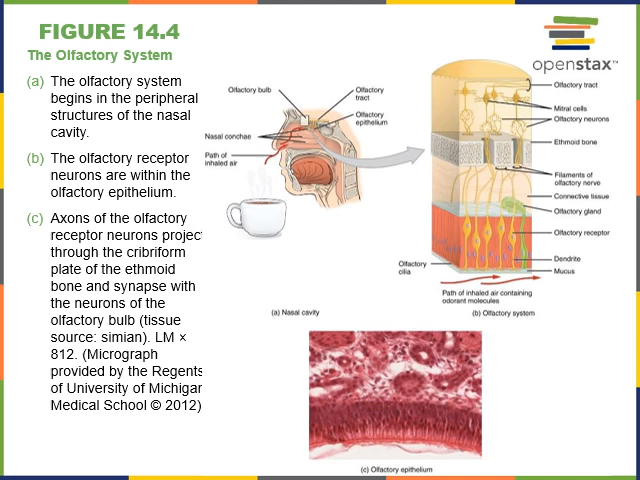 FIGURE 14.4
The Olfactory System
(a) The olfactory system
begins in the peripheral
structures of the nasal
cavity.
(b) The olfactory receptor
neurons are within the
olfactory epithelium.
(c) Axons of the olfactory
receptor neurons projec
through the cribriform
plate of the ethmoid
bone and synapse with
the neurons of the
olfactory bulb (tissue
source: simian). LM ×
812. (Micrograph
provided by the Regents
of University of Michigan
Medical School © 2012)
openstax™
Olfactory bulb
Olfactory
tract
Olfactory
epithelium
Nasal conchae
Path of
inhaled air
(a) Nasal cavity
Olfactory tract
Mitral cells
Olfactory neurons
Ethmoid bone
Filaments of
olfactory nerve
Connective tissue
Olfactory gland
Olfactory receptor
Dendrite
Mucus
Olfactory
cilia
Path of inhaled air containing
odorant molecules
(b) Olfactory system
(c) Olfactory epithelium